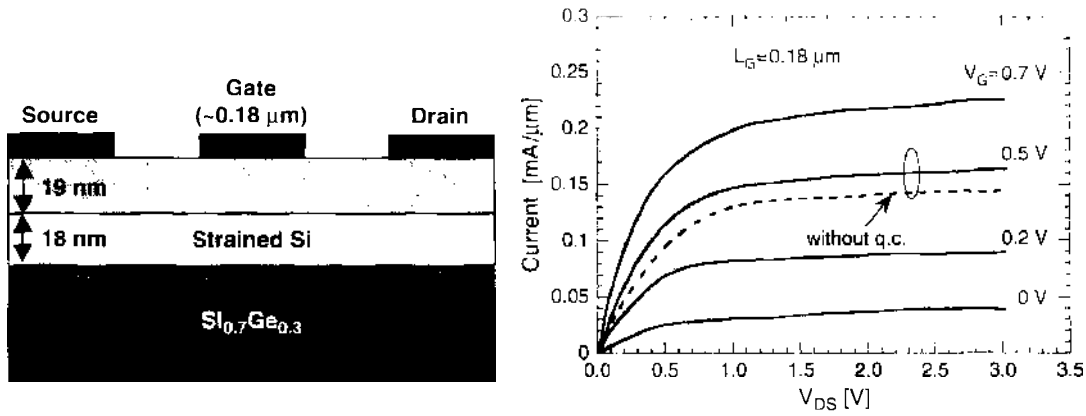 Source
Gate
(~0.18 µm)
Drain
19 nm
18 nm
Strained Si
SI0.7Ge0.3
Current [mA/µm]
0.3
0.25
0.2
0.15
0.1
0.05
0
LG=0.18 µm
VG=0.7 V
0.5 V
without q.c.
0.2 V
0 V
0.0 0.5 1.0 1.5 2.0 2.5 3.0 3.5
VDS [V]